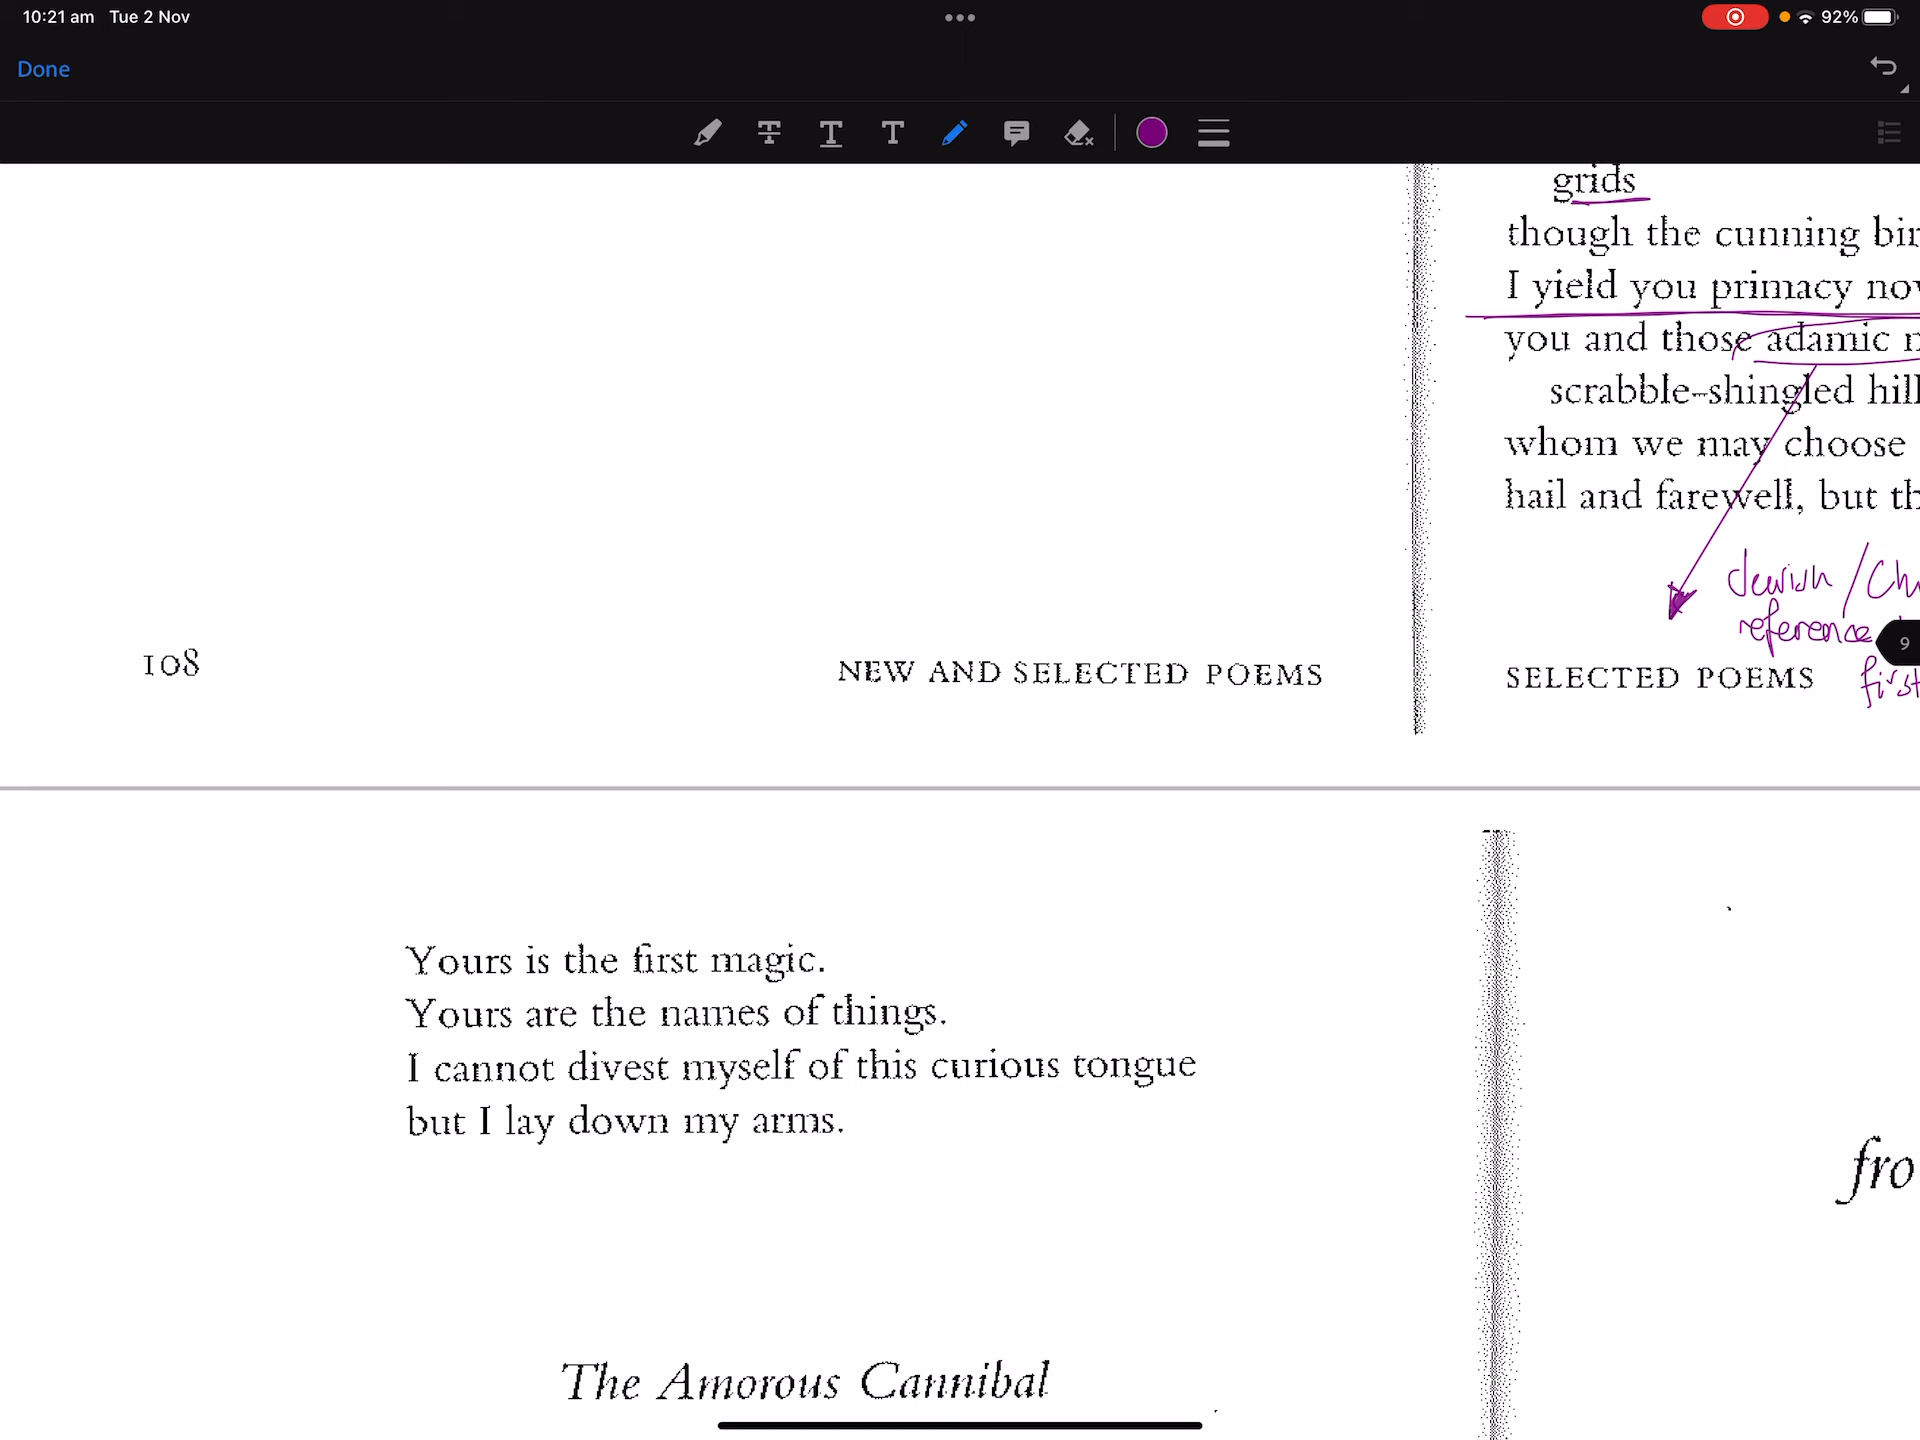 10:21 am Tue 2 Nov
92%
Done
grids
though the cunning bir
I yield you primacy nov
you and those adamic
scrabble-shingled hill
whom we may choose
hail and farewell, but th
Jewish / Ch
reference
9
first
108
NEW AND SELECTED POEMS
SELECTED POEMS
Yours is the first magic.
Yours are the names of things.
I cannot divest myself of this curious tongue
but I lay down my arms.
fro
The Amorous Cannibal